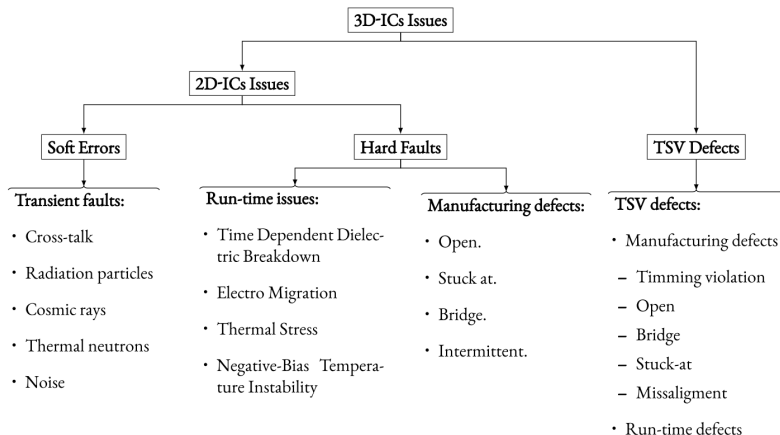 3D-ICs Issues
2D-ICs Issues
Soft Errors
Hard Faults
TSV Defects
Transient faults:
• Cross-talk
• Radiation particles
• Cosmic rays
• Thermal neutrons
• Noise
Run-time issues:
• Time Dependent Dielec-
tric Breakdown
• Electro Migration
• Thermal Stress
• Negative-Bias Tempera-
ture Instability
Manufacturing defects:
• Open.
• Stuck at.
• Bridge.
• Intermittent.
TSV defects:
• Manufacturing defects
– Timming violation
– Open
– Bridge
– Stuck-at
– Missaligment
• Run-time defects